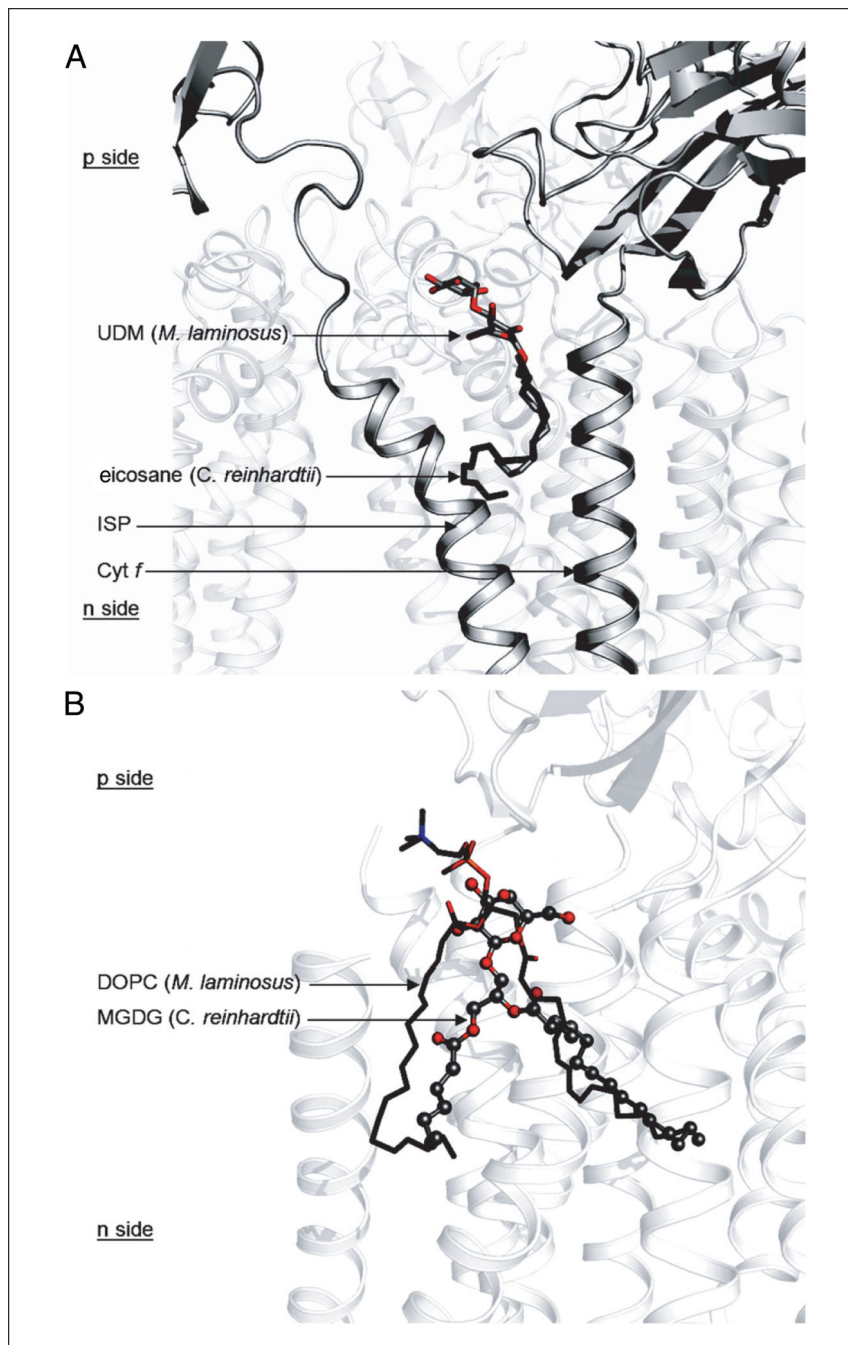 A
p side
UDM (M. laminosus)
eicosane (C. reinhardtii)
ISP
Cyt f
n side
B
p side
DOPC (M. laminosus)
MGDG (C. reinhardtii)
n side